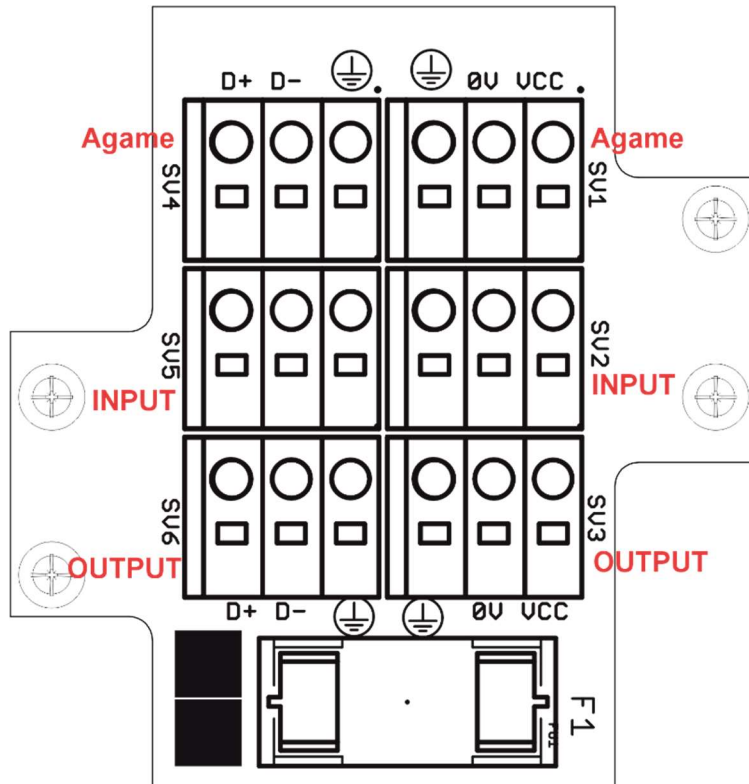 D+ D- 0V VCC
Agame Agame
SV4 SV1
SV5 SV2
INPUT INPUT
SV6 SV3
OUTPUT OUTPUT
D+ D- 0V VCC
F1